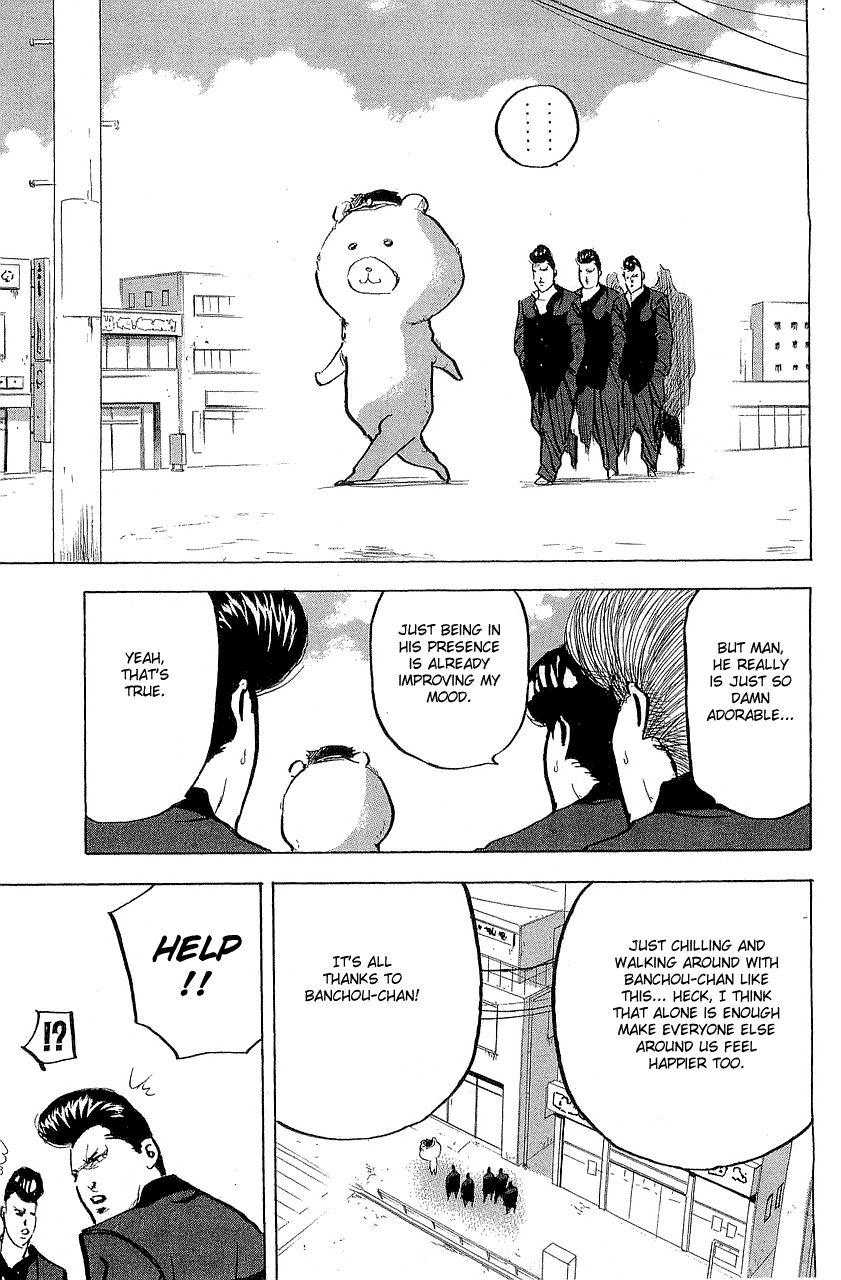 BUT MAN,
HE REALLY
IS JUST SO
DAMN
ADORABLE...
JUST BEING IN
HIS PRESENCE
IS ALREADY
IMPROVING MY
MOOD.
YEAH,
THAT'S
TRUE.
JUST CHILLING AND
WALKING AROUND WITH
BANCHOU-CHAN LIKE
THIS... HECK, I THINK
THAT ALONE IS ENOUGH
MAKE EVERYONE ELSE
AROUND US FEEL
HAPPIER TOO.
IT'S ALL
THANKS TO
BANCHOU-CHAN!
HELP
!!
!?